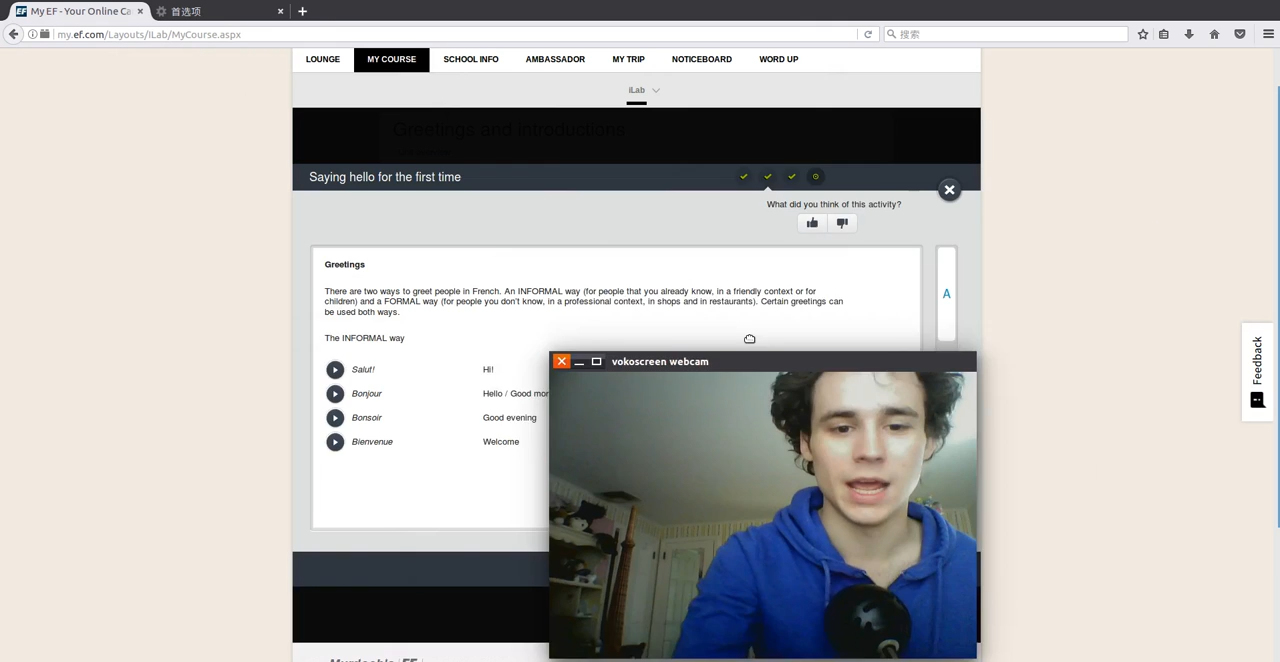 My EF - Your Online Ca
首选项
my.ef.com/Layouts/ILab/MyCourse.aspx
搜索
LOUNGE
MY COURSE
SCHOOL INFO
AMBASSADOR
MY TRIP
NOTICEBOARD
WORD UP
iLab
Greetings and introductions
Saying hello for the first time
What did you think of this activity?
Greetings
There are two ways to greet people in French. An INFORMAL way (for people that you already know, in a friendly context or for
children) and a FORMAL way (for people you don't know, in a professional context, in shops and in restaurants). Certain greetings can
be used both ways.
A
The INFORMAL way
Salut! Hi!
Bonjour Hello / Good mor
Bonsoir Good evening
Bienvenue Welcome
vokoscreen webcam
Feedback